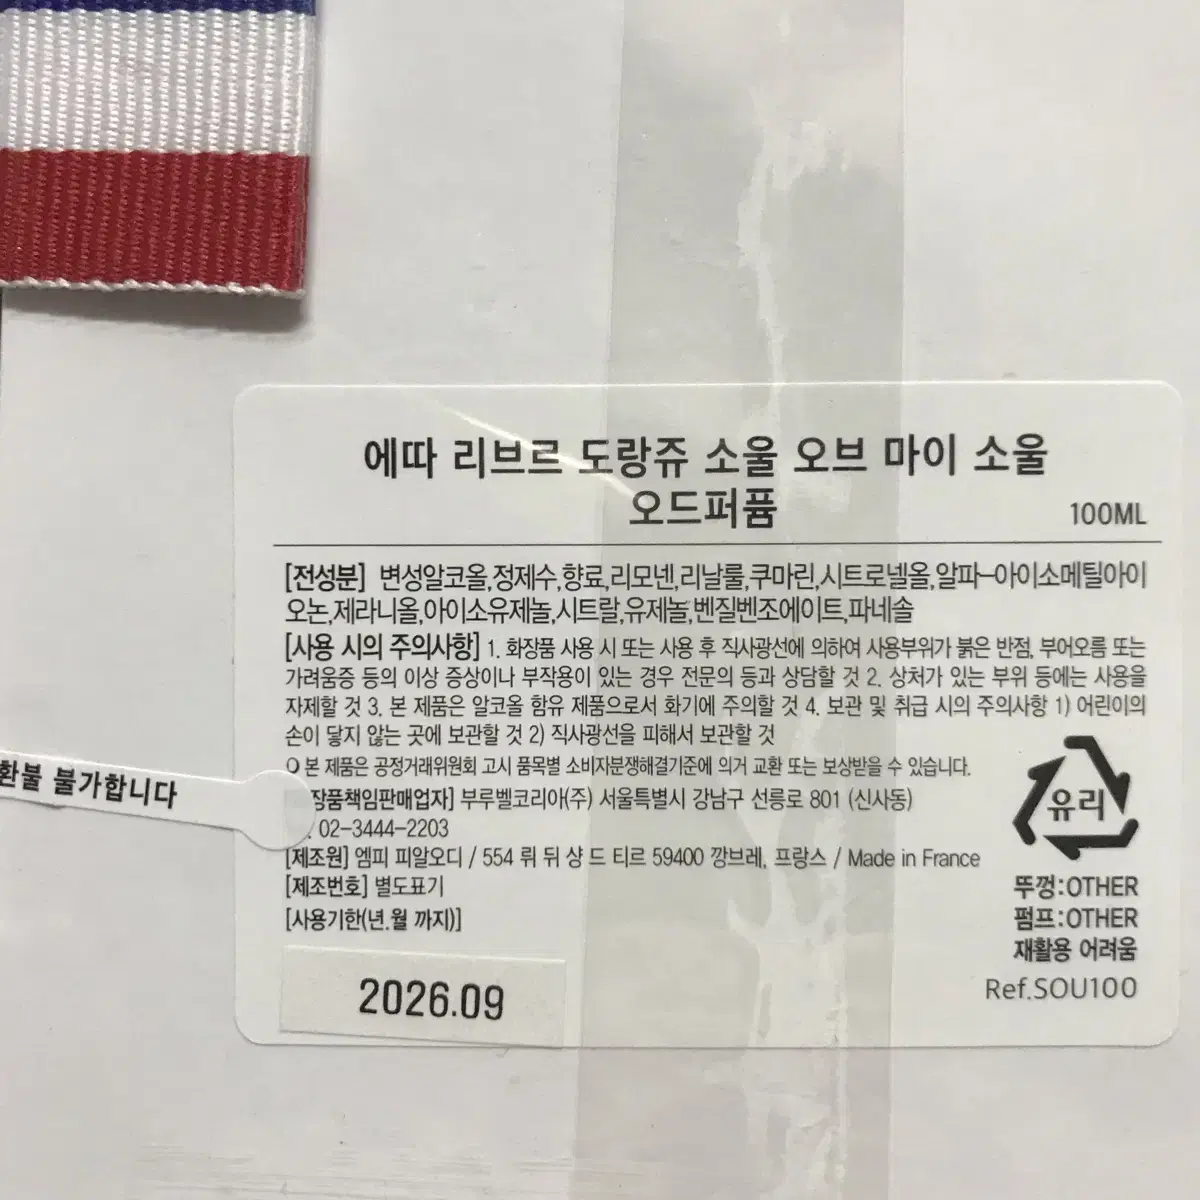 에따 리브르 도랑쥬 소울 오브 마이 소울
오드퍼퓸
100ML
[전성분] 변성알코올,정제수,향료,리모넨,리날룰,쿠마린,시트로넬올,알파-아이소메틸아이
오논,제라니올,아이소유제놀,시트랄,유제놀,벤질벤조에이트,파네솔
[사용 시의 주의사항] 1. 화장품 사용 시 또는 사용 후 직사광선에 의하여 사용부위가 붉은 반점, 부어오름 또는
가려움증 등의 이상 증상이나 부작용이 있는 경우 전문의 등과 상담할 것 2. 상처가 있는 부위 등에는 사용을
자제할 것 3. 본 제품은 알코올 함유 제품으로서 화기에 주의할 것 4. 보관 및 취급 시의 주의사항 1) 어린이의
손이 닿지 않는 곳에 보관할 것 2) 직사광선을 피해서 보관할 것
본 제품은 공정거래위원회 고시 품목별 소비자분쟁해결기준에 의거 교환 또는 보상받을 수 있습니다.
환불 불가합니다
장품책임판매업자] 부루벨코리아(주) 서울특별시 강남구 선릉로 801 (신사동)
02-3444-2203
[제조원] 엠피 피알오디 / 554 뤼 뒤 샹 드 티르 59400 깡브레, 프랑스 / Made in France
[제조번호] 별도표기
[사용기한(년.월 까지)]
2026.09
유리
뚜껑:OTHER
펌프:OTHER
재활용 어려움
Ref.SOU100